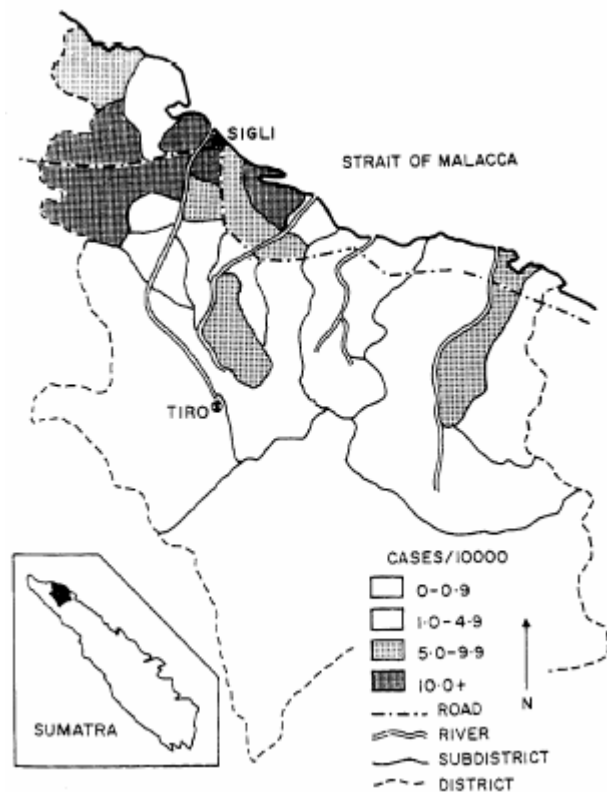 SIGLI
STRAIT OF MALACCA
TIRO
CASES/10000
0-0·9
1·0-4·9
5·0-9·9
10·0+
ROAD
RIVER
SUBDISTRICT
DISTRICT
N
SUMATRA